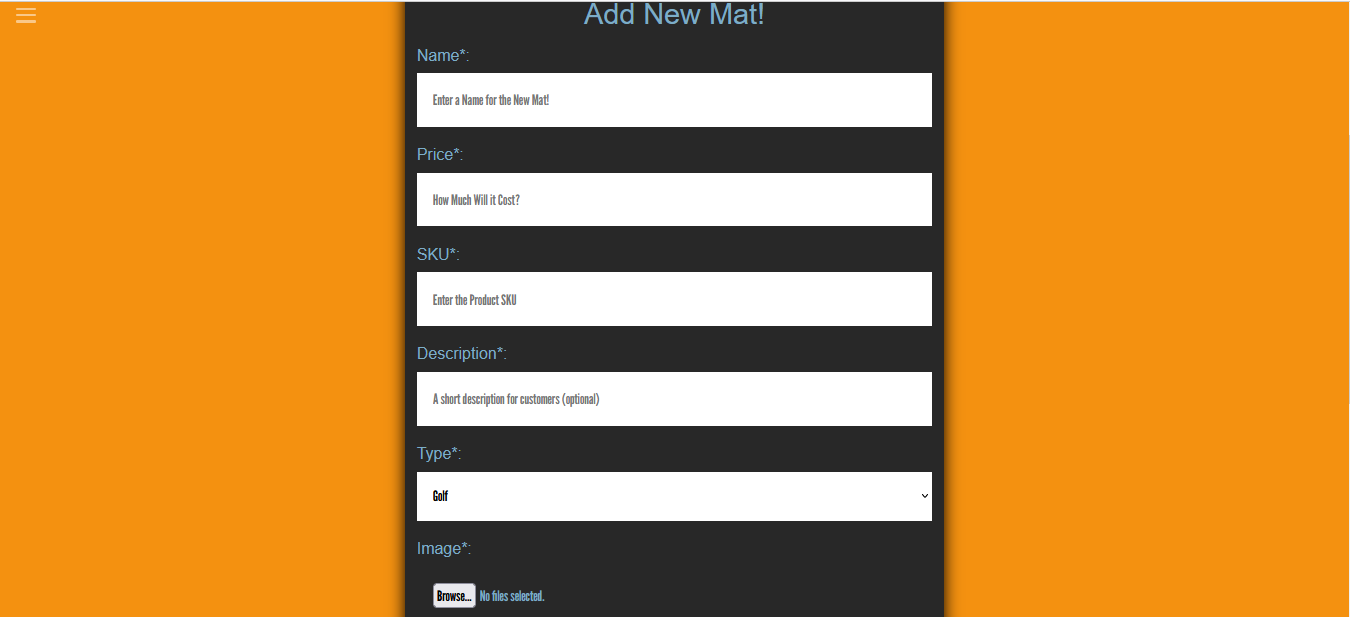 Add New Mat!
Name*:
Enter a Name for the New Mat!
Price*:
How Much Will it Cost?
SKU*:
Enter the Product SKU
Description*:
A short description for customers (optional)
Type*:
Golf
Image*:
Browse... No files selected.